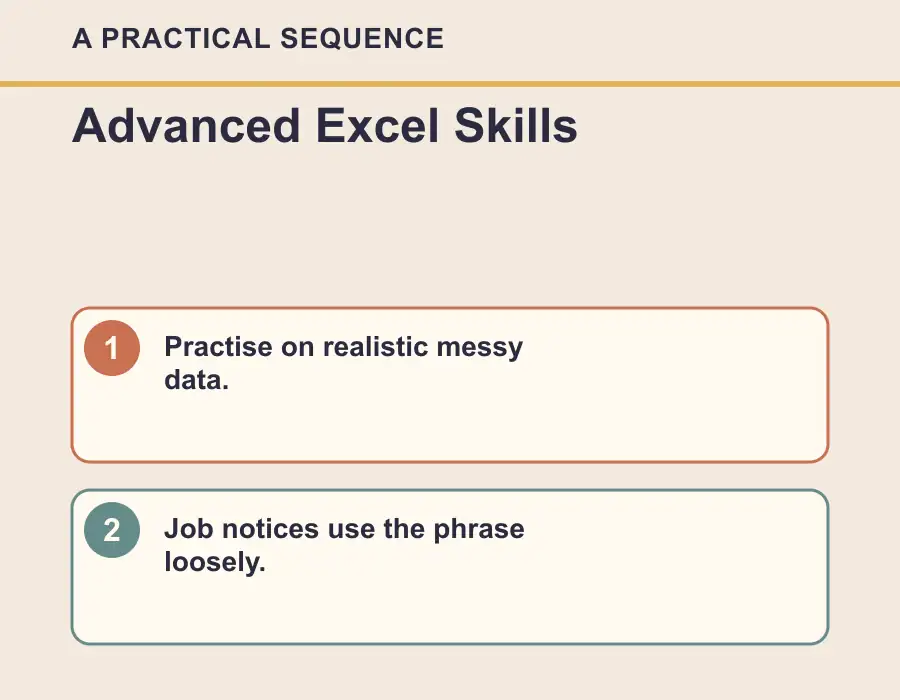 A PRACTICAL SEQUENCE
Advanced Excel Skills
1
Practise on realistic messy
data.
2
Job notices use the phrase
loosely.